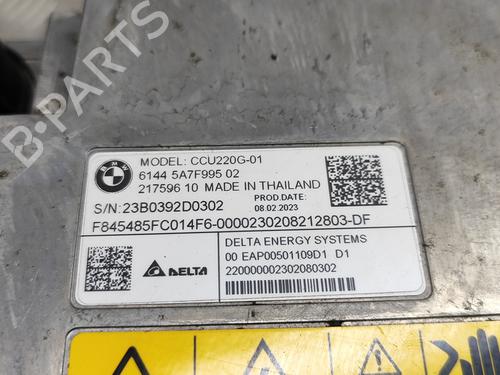 B-PARTS
MODEL: CCU220G-01
6144 5A7F995 02
217596 10 MADE IN THAILAND
S/N:23B0392D0302
PROD.DATE:
08.02.2023
F845485FC014F6-0000230208212803-DF
DELTA
DELTA ENERGY SYSTEMS
00 EAP00501109D1 D1
220000002302080302